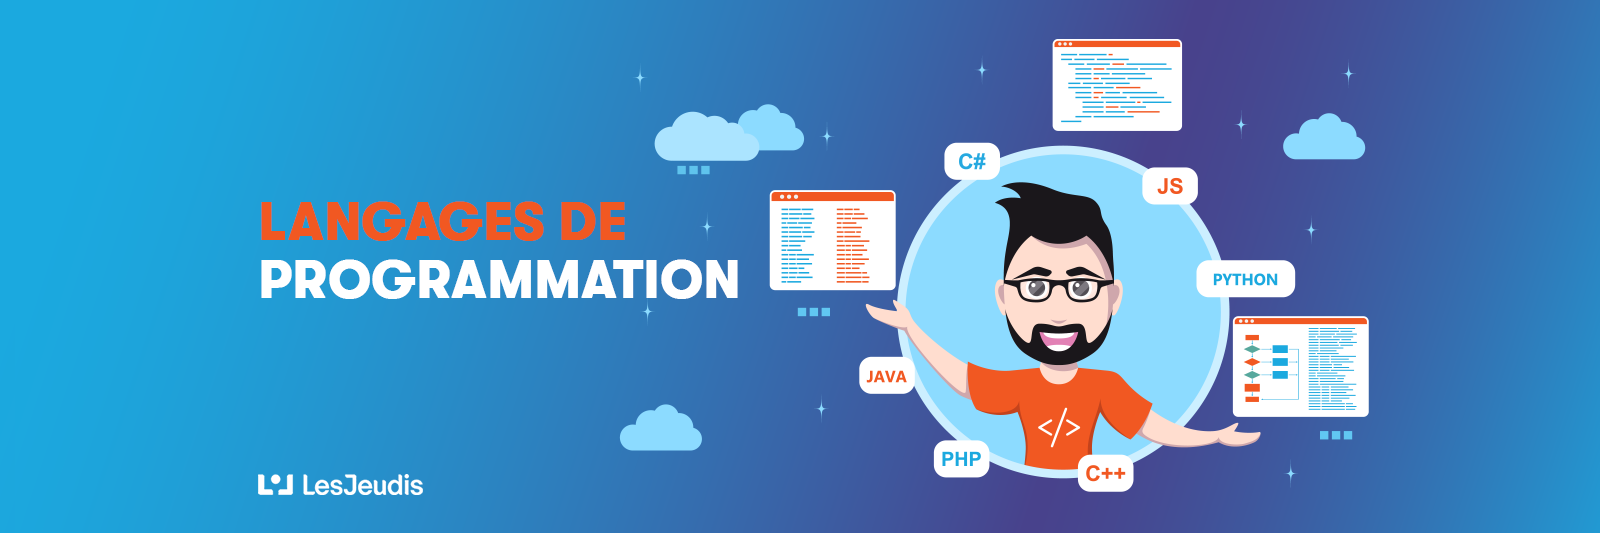 LANGAGES DE
PROGRAMMATION
LesJeudis
C#
JS
PYTHON
JAVA
</>
PHP
C++